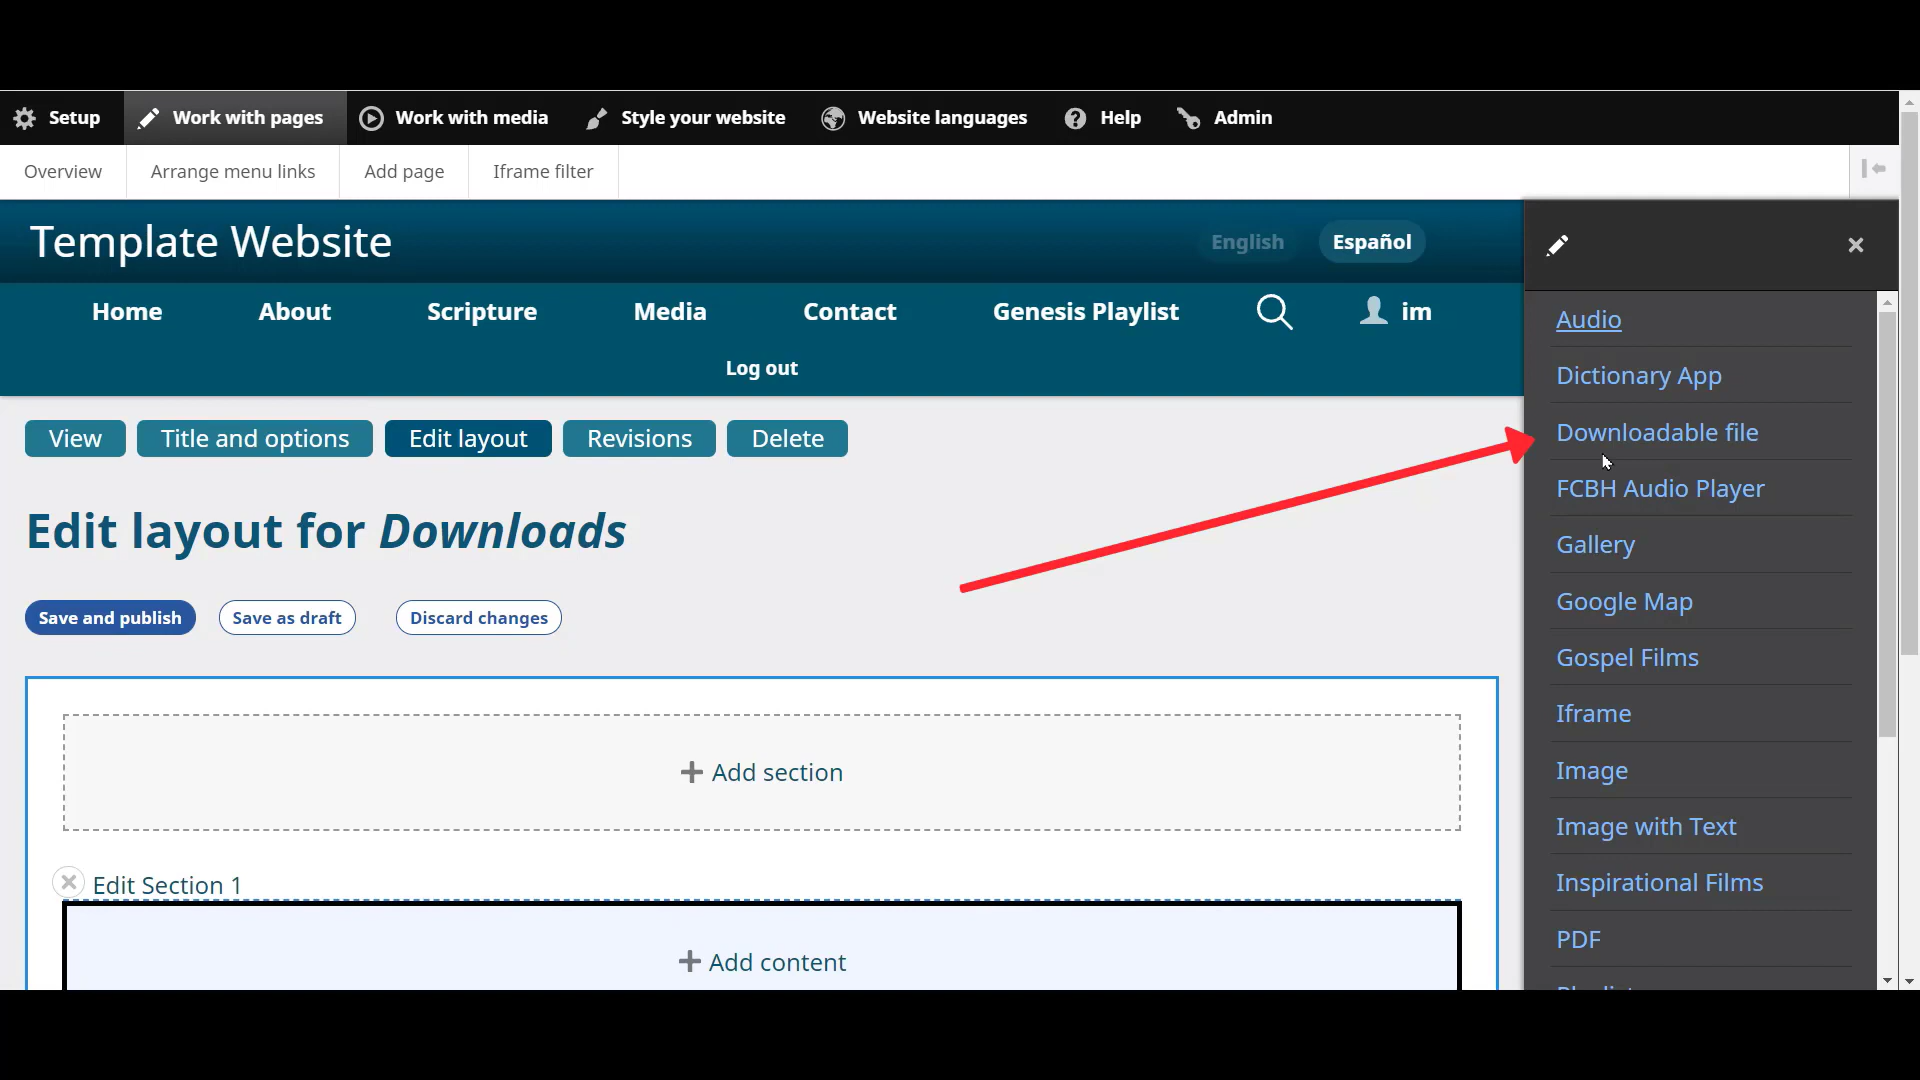 Setup Work with pages Work with media Style your website Website languages Help Admin
Overview Arrange menu links Add page Iframe filter
Template Website English Español
Home About Scripture Media Contact Genesis Playlist im
Log out
View Title and options Edit layout Revisions Delete
Edit layout for Downloads
Save and publish Save as draft Discard changes
+ Add section
Edit Section 1
+ Add content
Audio
Dictionary App
Downloadable file
FCBH Audio Player
Gallery
Google Map
Gospel Films
Iframe
Image
Image with Text
Inspirational Films
PDF